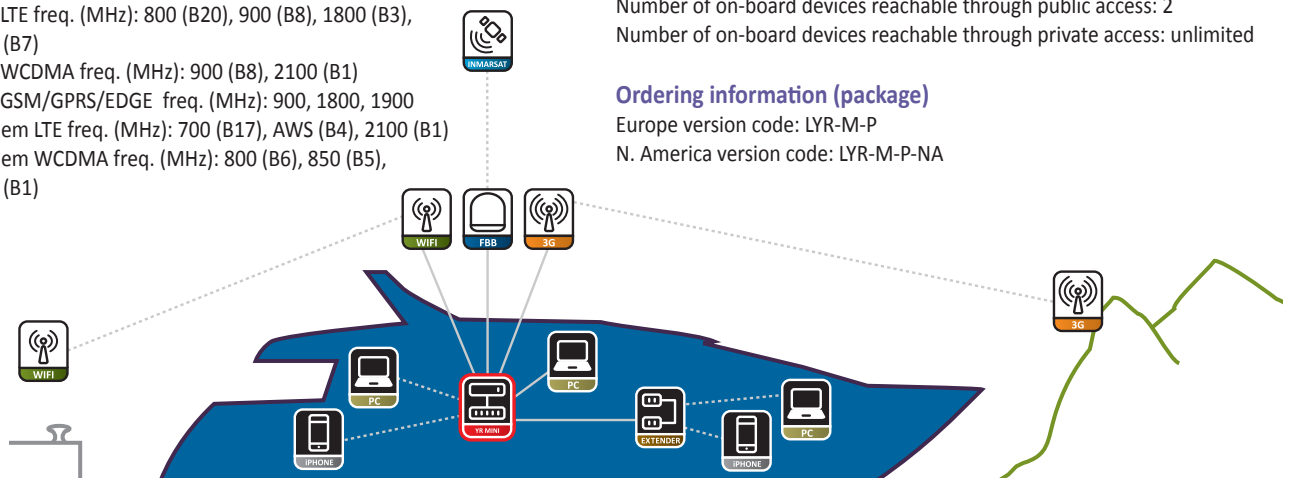 LTE freq. (MHz): 800 (B20), 900 (B8), 1800 (B3),
(B7)
WCDMA freq. (MHz): 900 (B8), 2100 (B1)
GSM/GPRS/EDGE freq. (MHz): 900, 1800, 1900
em LTE freq. (MHz): 700 (B17), AWS (B4), 2100 (B1)
em WCDMA freq. (MHz): 800 (B6), 850 (B5),
(B1)
Number of on-board devices reachable through public access: 2
Number of on-board devices reachable through private access: unlimited
Ordering information (package)
Europe version code: LYR-M-P
N. America version code: LYR-M-P-NA
INMARSAT
WIFI
FBB
3G
3G
WIFI
PC
PC
YR MINI
iPHONE
EXTENDER
PC
iPHONE